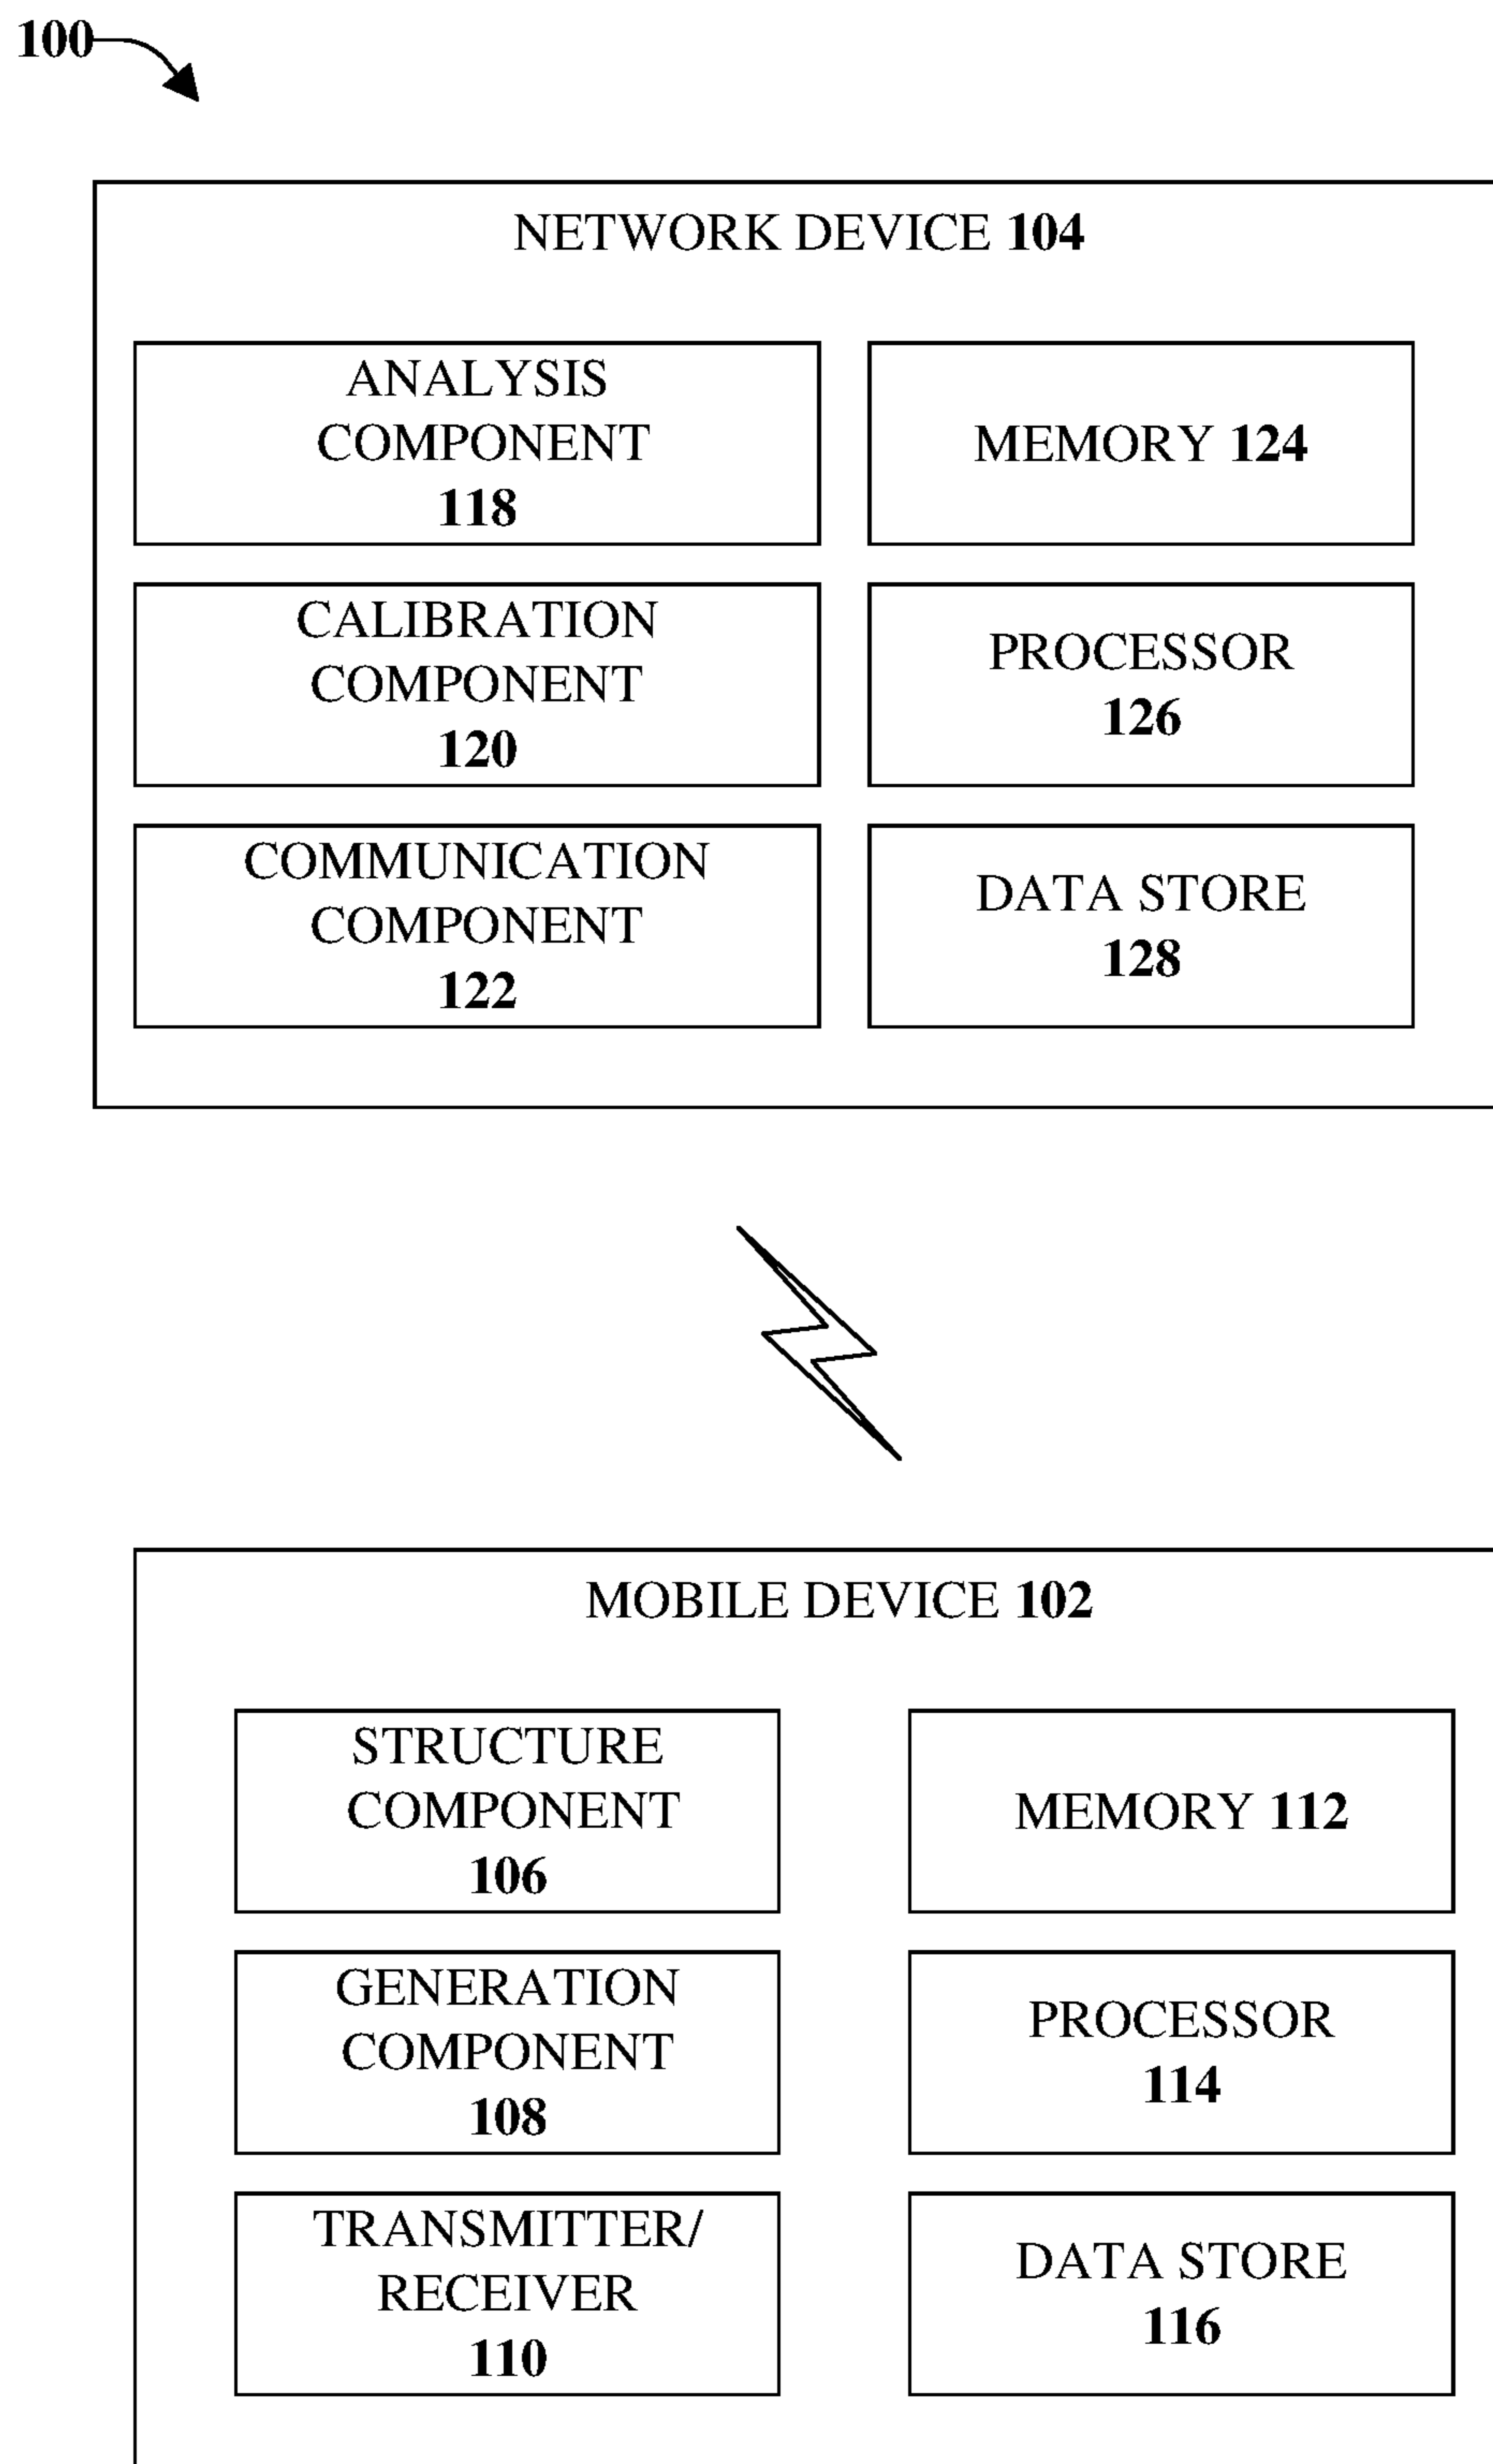 100
NETWORK DEVICE 104
ANALYSIS
COMPONENT
118
MEMORY 124
CALIBRATION
COMPONENT
120
PROCESSOR
126
COMMUNICATION
COMPONENT
122
DATA STORE
128
MOBILE DEVICE 102
STRUCTURE
COMPONENT
106
MEMORY 112
GENERATION
COMPONENT
108
PROCESSOR
114
TRANSMITTER/
RECEIVER
110
DATA STORE
116